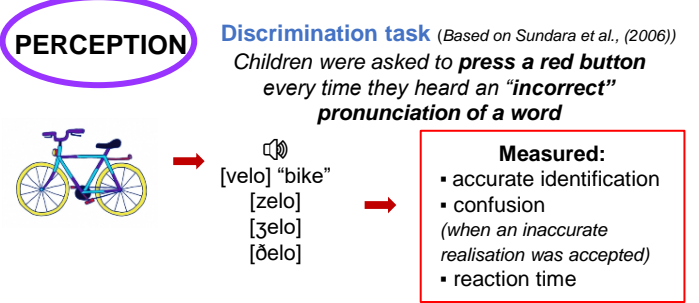 PERCEPTION
Discrimination task (Based on Sundara et al., (2006))
Children were asked to press a red button
every time they heard an “incorrect”
pronunciation of a word
[velo] “bike”
[zelo]
[ʒelo]
[ðelo]
Measured:
▪ accurate identification
▪ confusion
(when an inaccurate
realisation was accepted)
▪ reaction time